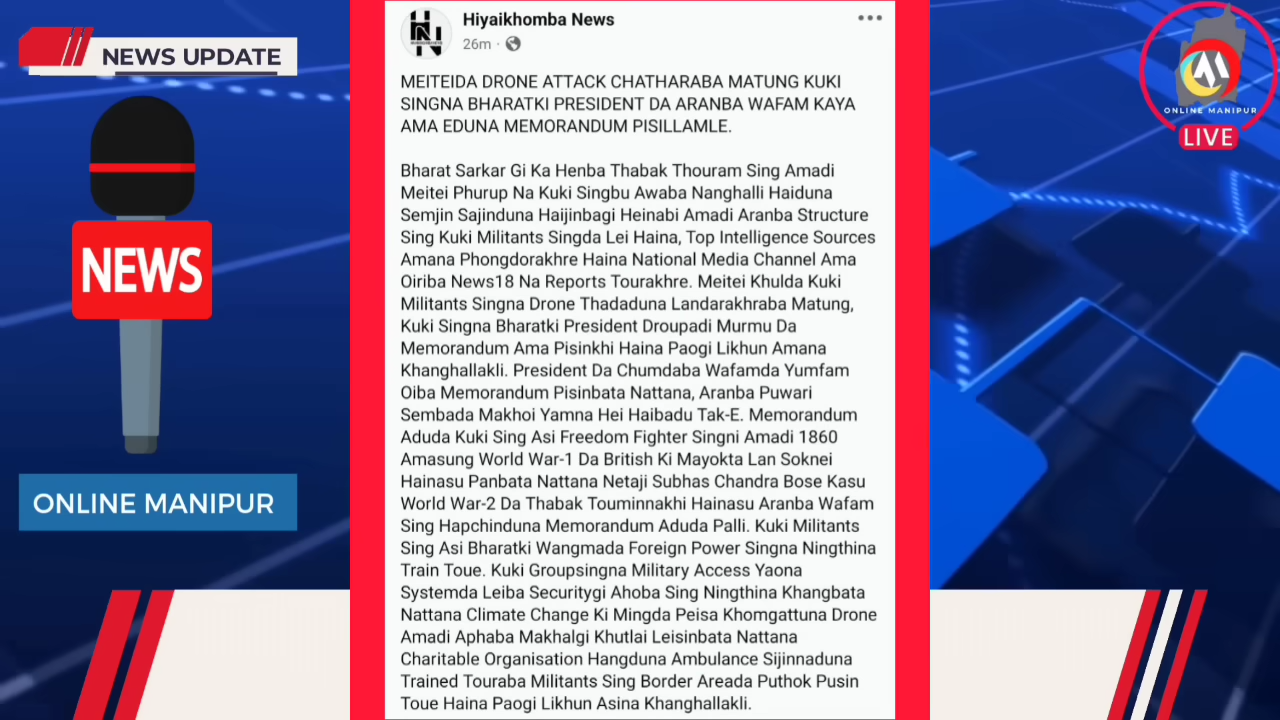 NEWS UPDATE
NEWS
ONLINE MANIPUR
Hiyaikhomba News
26m ·
MEITEIDA DRONE ATTACK CHATHARABA MATUNG KUKI
SINGNA BHARATKI PRESIDENT DA ARANBA WAFAM KAYA
AMA EDUNA MEMORANDUM PISILLAMLE.
Bharat Sarkar Gi Ka Henba Thabak Thouram Sing Amadi
Meitei Phurup Na Kuki Singbu Awaba Nanghalli Haiduna
Semjin Sajinduna Haijinbagi Heinabi Amadi Aranba Structure
Sing Kuki Militants Singda Lei Haina, Top Intelligence Sources
Amana Phongdorakhre Haina National Media Channel Ama
Oiriba News18 Na Reports Tourakhre. Meitei Khulda Kuki
Militants Singna Drone Thadaduna Landarakhraba Matung,
Kuki Singna Bharatki President Droupadi Murmu Da
Memorandum Ama Pisinkhi Haina Paogi Likhun Amana
Khanghallakli. President Da Chumdaba Wafamda Yumfam
Oiba Memorandum Pisinbata Nattana, Aranba Puwari
Sembada Makhoi Yamna Hei Haibadu Tak-E. Memorandum
Aduda Kuki Sing Asi Freedom Fighter Singni Amadi 1860
Amasung World War-1 Da British Ki Mayokta Lan Soknei
Hainasu Panbata Nattana Netaji Subhas Chandra Bose Kasu
World War-2 Da Thabak Touminnakhi Hainasu Aranba Wafam
Sing Hapchinduna Memorandum Aduda Palli. Kuki Militants
Sing Asi Bharatki Wangmada Foreign Power Singna Ningthina
Train Toue. Kuki Groupsingna Military Access Yaona
Systemda Leiba Securitygi Ahoba Sing Ningthina Khangbata
Nattana Climate Change Ki Mingda Peisa Khomgattuna Drone
Amadi Aphaba Makhalgi Khutlai Leisinbata Nattana
Charitable Organisation Hangduna Ambulance Sijinnaduna
Trained Touraba Militants Sing Border Areada Puthok Pusin
Toue Haina Paogi Likhun Asina Khanghallakli.
ONLINE MANIPUR
LIVE